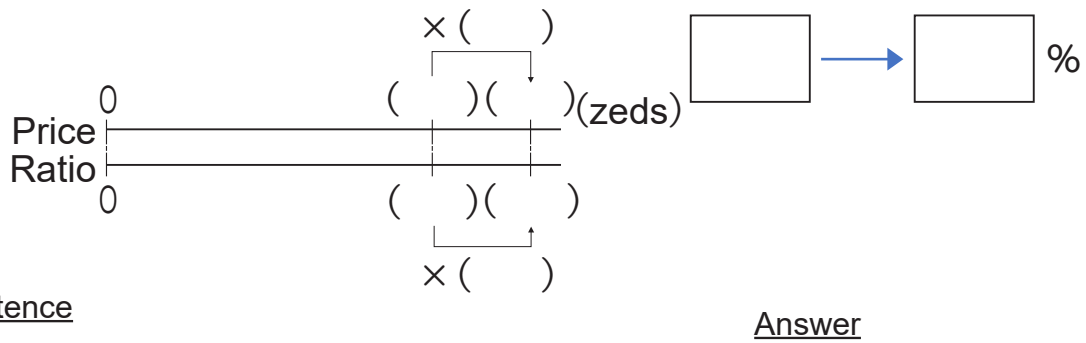 × (    )
0 (    ) (    ) (zeds)
%
Price
Ratio
0 (    ) (    )
× (    )
Answer